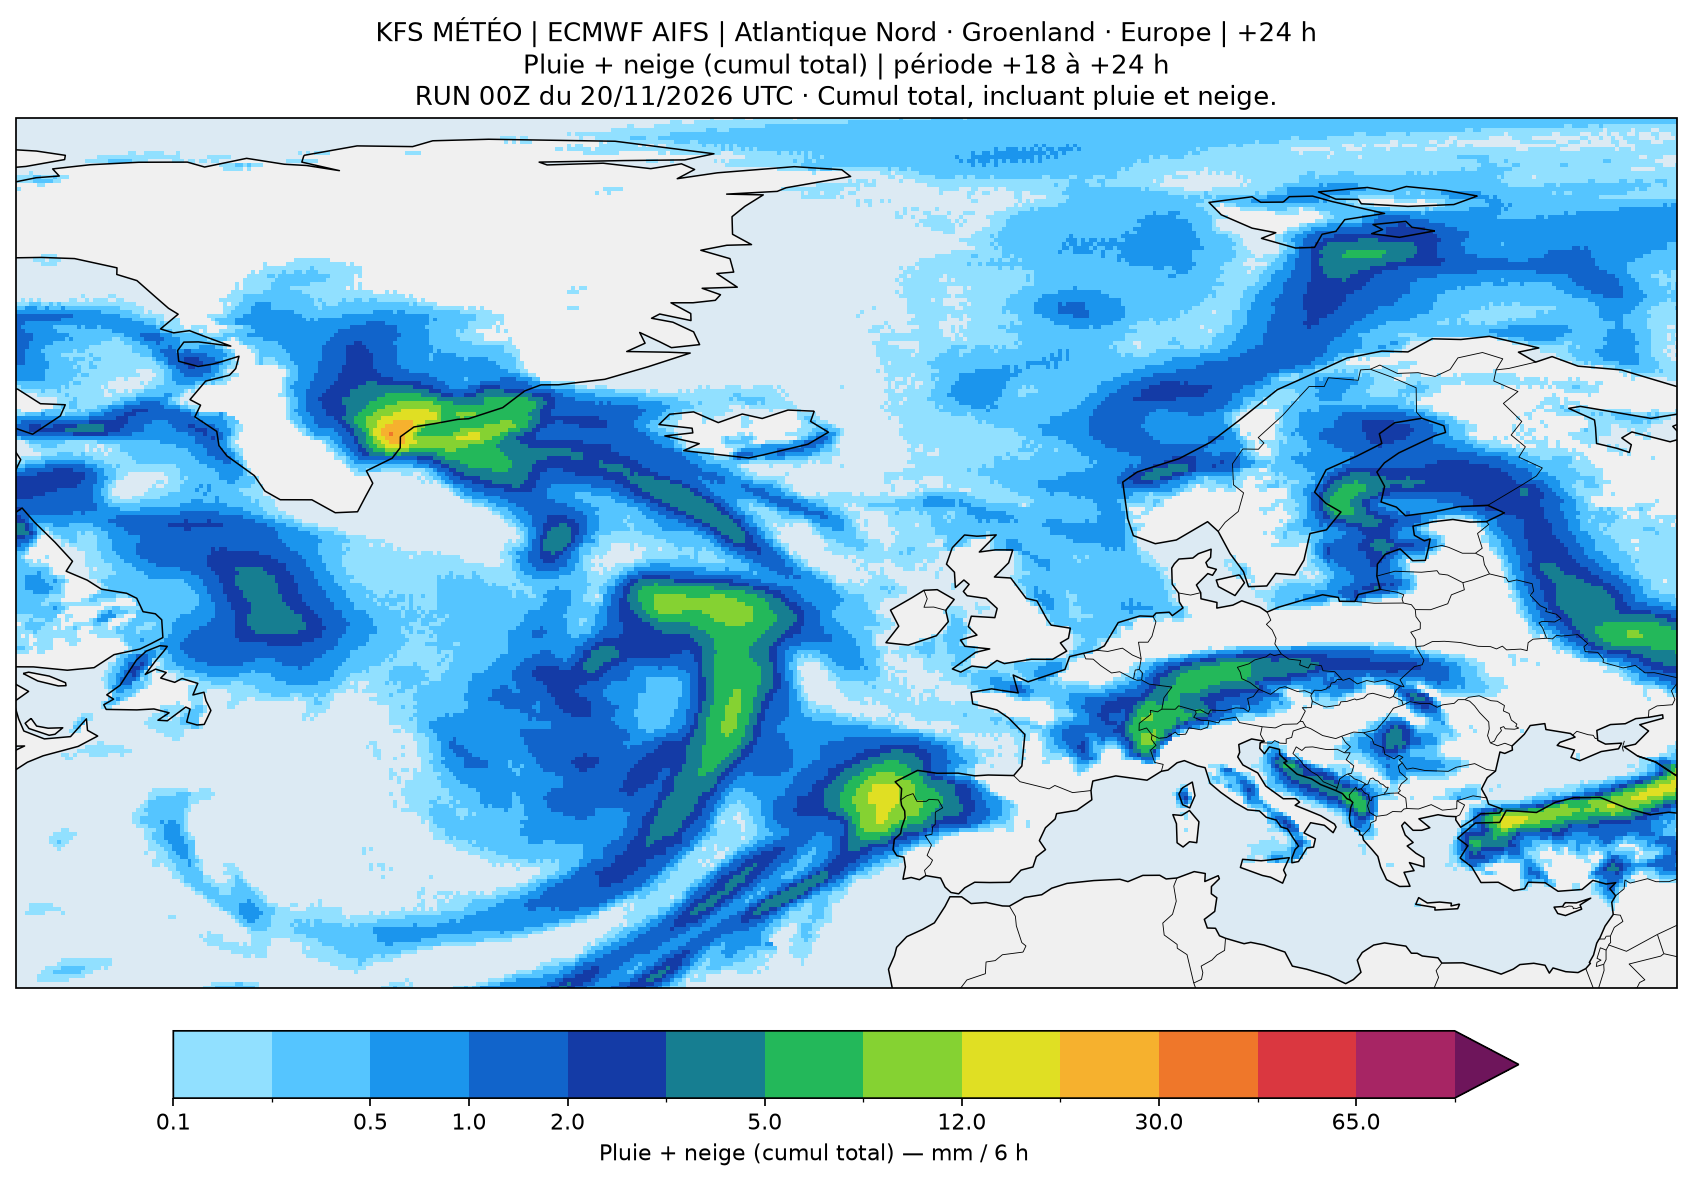 KFS MÉTÉO | ECMWF AIFS | Atlantique Nord · Groenland · Europe | +24 h
Pluie + neige (cumul total) | période +18 à +24 h
RUN 00Z du 20/11/2026 UTC · Cumul total, incluant pluie et neige.
0.1 0.5 1.0 2.0 5.0 12.0 30.0 65.0
Pluie + neige (cumul total) — mm / 6 h